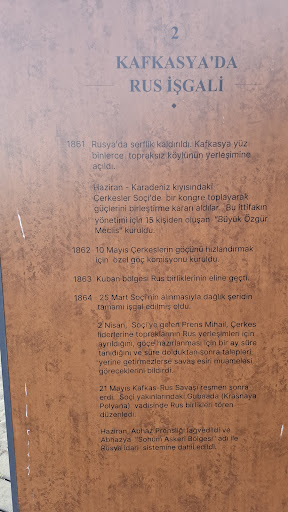 2
KAFKASYA'DA
RUS İŞGALİ
1861 Rusya'da serflik kaldırıldı. Kafkasya yüz
binlerce topraksız köylünün yerleşimine
açıldı.
Haziran - Karadeniz kıyısındaki
Çerkesler Soçi'de bir kongre toplayarak
güçlerini birleştirme kararı aldılar. Bu ittifakın
yönetimi için 15 kişiden oluşan "Büyük Özgür
Meclis" kuruldu.
1862 10 Mayıs Çerkeslerin göçünü hızlandırmak
için özel göç komisyonu kuruldu.
1863 Kuban bölgesi Rus birliklerinin eline geçti.
1864 25 Mart Soçi'nin alınmasıyla dağlık şeridin
tamamı işgal edilmiş oldu.
2 Nisan, Soçi'ye gelen Prens Mihail, Çerkes
liderlerine topraklarının Rus yerleşimleri için
ayrıldığını, göçe hazırlanmaları için bir ay süre
tanıdığını ve süre dolduktan sonra talepleri
yerine getirmezlerse savaş esiri muamelesi
göreceklerini bildirdi.
21 Mayıs Kafkas-Rus Savaşı resmen sona
erdi. Soçi yakınlarındaki Gubaada (Krasnaya
Polyana) vadisinde Rus birlikleri tören
düzenledi.
Haziran, Abhaz Prensliği lağvedildi ve
Abhazya "Sohum Askeri Bölgesi" adı ile
Rusya idari sistemine dahil edildi.